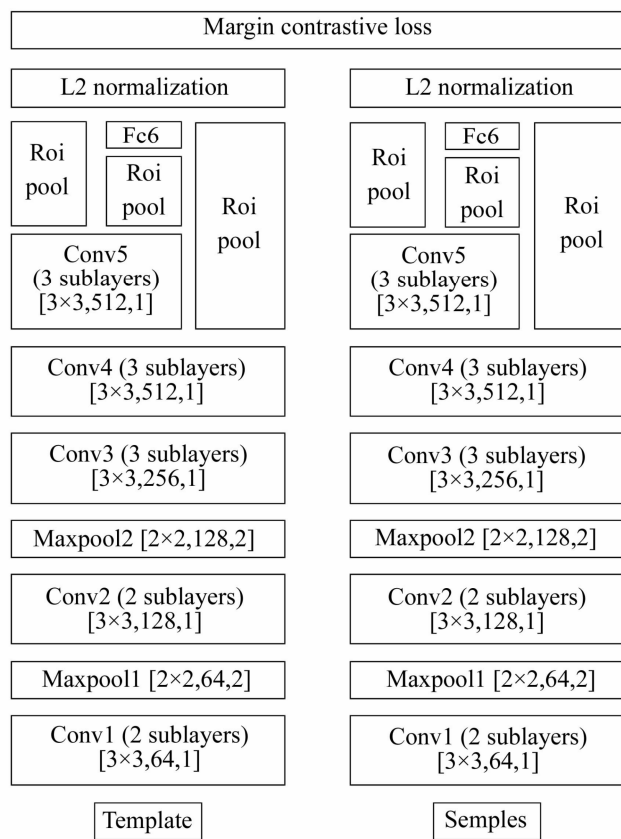 Margin contrastive loss
L2 normalization
L2 normalization
Roi
pool
Fc6
Roi
pool
Roi
pool
Conv5
(3 sublayers)
[3×3,512,1]
Roi
pool
Fc6
Roi
pool
Roi
pool
Conv5
(3 sublayers)
[3×3,512,1]
Conv4 (3 sublayers)
[3×3,512,1]
Conv4 (3 sublayers)
[3×3,512,1]
Conv3 (3 sublayers)
[3×3,256,1]
Conv3 (3 sublayers)
[3×3,256,1]
Maxpool2 [2×2,128,2]
Maxpool2 [2×2,128,2]
Conv2 (2 sublayers)
[3×3,128,1]
Conv2 (2 sublayers)
[3×3,128,1]
Maxpool1 [2×2,64,2]
Maxpool1 [2×2,64,2]
Conv1 (2 sublayers)
[3×3,64,1]
Conv1 (2 sublayers)
[3×3,64,1]
Template
Semples